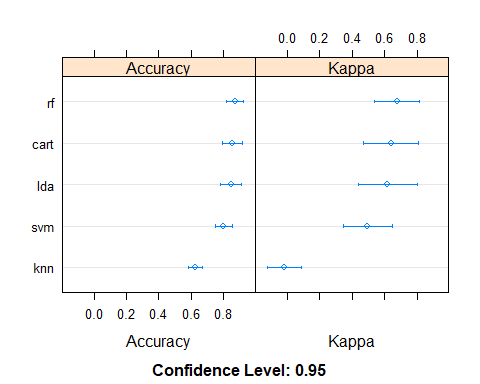 0.0 0.2 0.4 0.6 0.8
Accuracy Kappa
rf
cart
lda
svm
knn
0.0 0.2 0.4 0.6 0.8
Accuracy Kappa
Confidence Level: 0.95